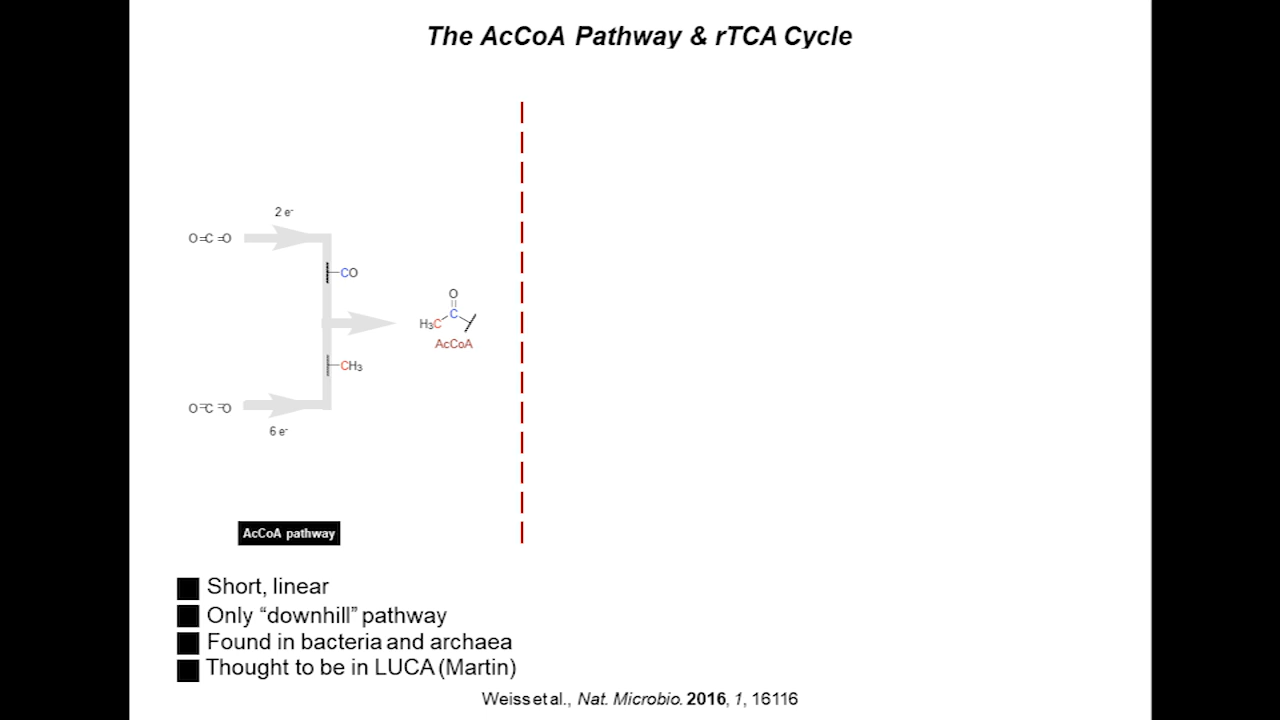 The AcCoA Pathway & rTCA Cycle
2 e-
O=C=O
CO
O
C
H3C
AcCoA
CH3
O=C=O
6 e-
AcCoA pathway
Short, linear
Only “downhill” pathway
Found in bacteria and archaea
Thought to be in LUCA (Martin)
Weiss et al., Nat. Microbio. 2016, 1, 16116